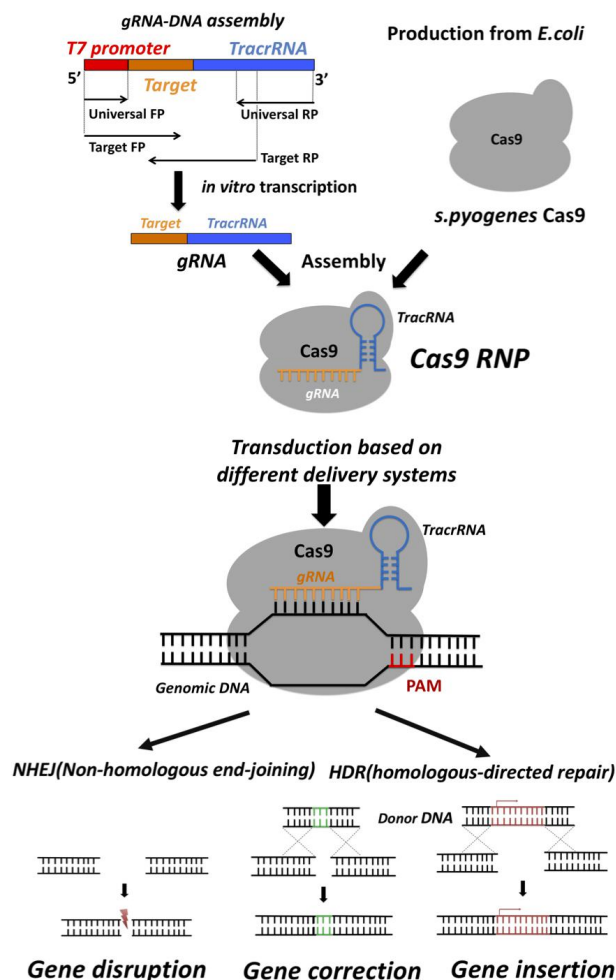 gRNA-DNA assembly
Production from E.coli
T7 promoter
TracrRNA
5’
3’
Target
Universal FP
Universal RP
Target FP
Target RP
Cas9
in vitro transcription
s.pyogenes Cas9
Target
TracrRNA
gRNA
Assembly
TracRNA
Cas9
Cas9 RNP
gRNA
Transduction based on
different delivery systems
TracrRNA
Cas9
gRNA
Genomic DNA
PAM
NHEJ(Non-homologous end-joining)
HDR(homologous-directed repair)
Donor DNA
Gene disruption
Gene correction
Gene insertion